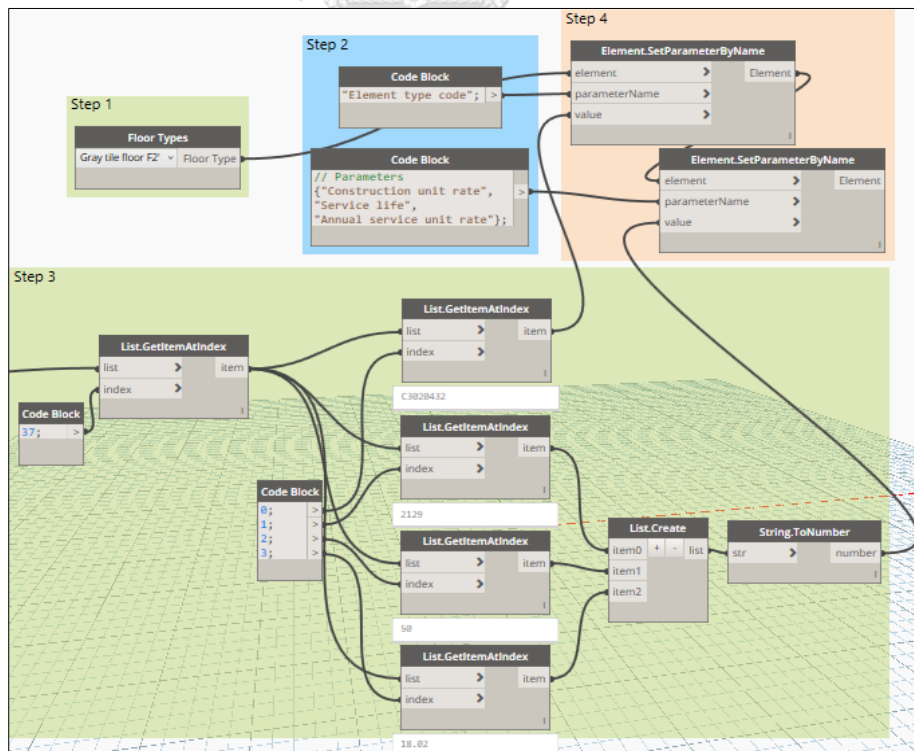 Step 1
Floor Types
Gray tile floor F2'
Floor Type
Step 2
Code Block
"Element type code";
>
Code Block
// Parameters
{"Construction unit rate",
"Service life",
"Annual service unit rate"};
>
Step 4
Element.SetParameterByName
element > Element
parameterName >
value >
I
Element.SetParameterByName
element > Element
parameterName >
value >
I
Step 3
List.GetItemAtIndex
list > item
index >
I
Code Block
37; >
Code Block
0; >
1; >
2; >
3; >
List.GetItemAtIndex
list > item
index >
I
C3020432
List.GetItemAtIndex
list > item
index >
I
2129
List.GetItemAtIndex
list > item
index >
I
50
List.GetItemAtIndex
list > item
index >
I
18.02
List.Create
item0 + - list
item1
item2
I
String.ToNumber
str > number
I